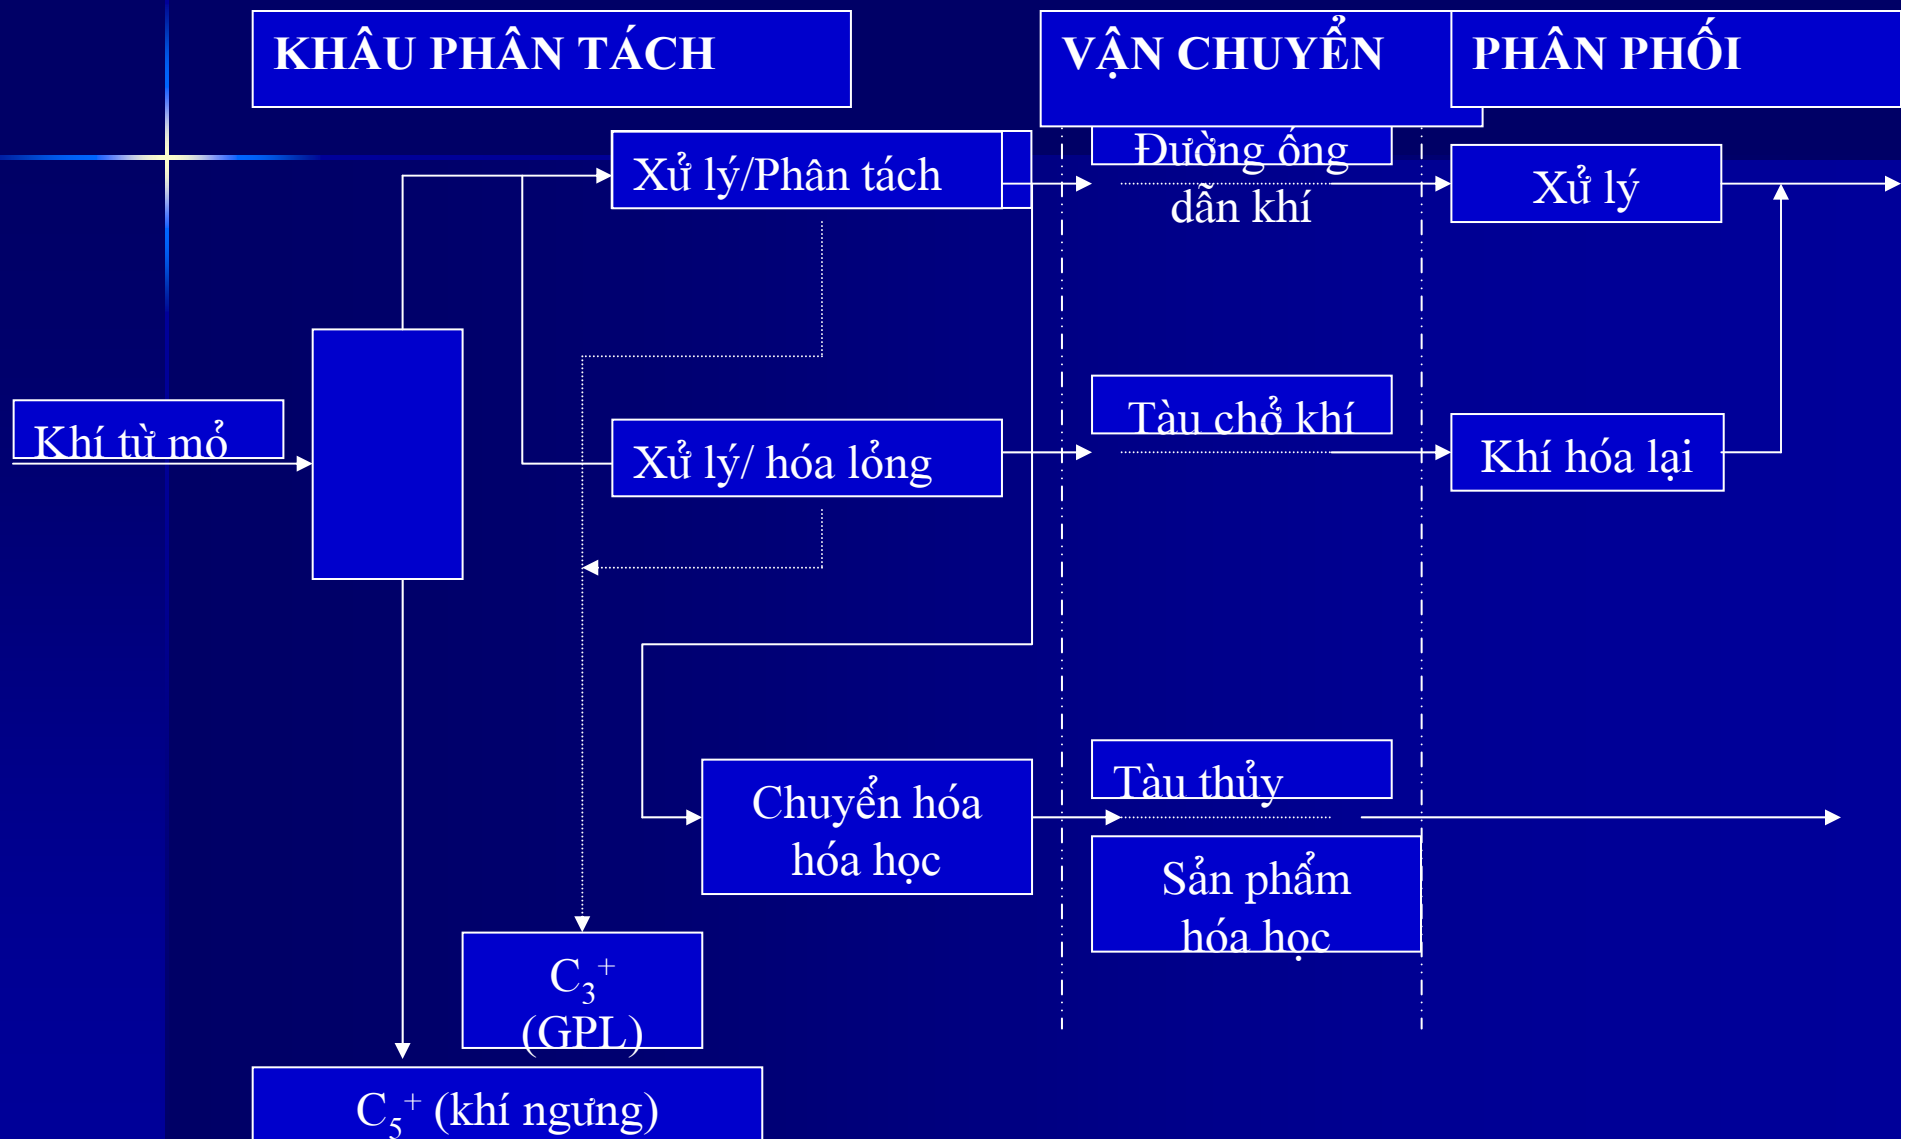 KHÂU PHÂN TÁCH
VẬN CHUYỂN
PHÂN PHỐI
Xử lý/Phân tách
Đường ống
dẫn khí
Xử lý
Khí từ mỏ
Xử lý/ hóa lỏng
Tàu chở khí
Khí hóa lại
Chuyển hóa
hóa học
Tàu thủy
Sản phẩm
hóa học
C₃⁺
(GPL)
C₅⁺ (khí ngưng)